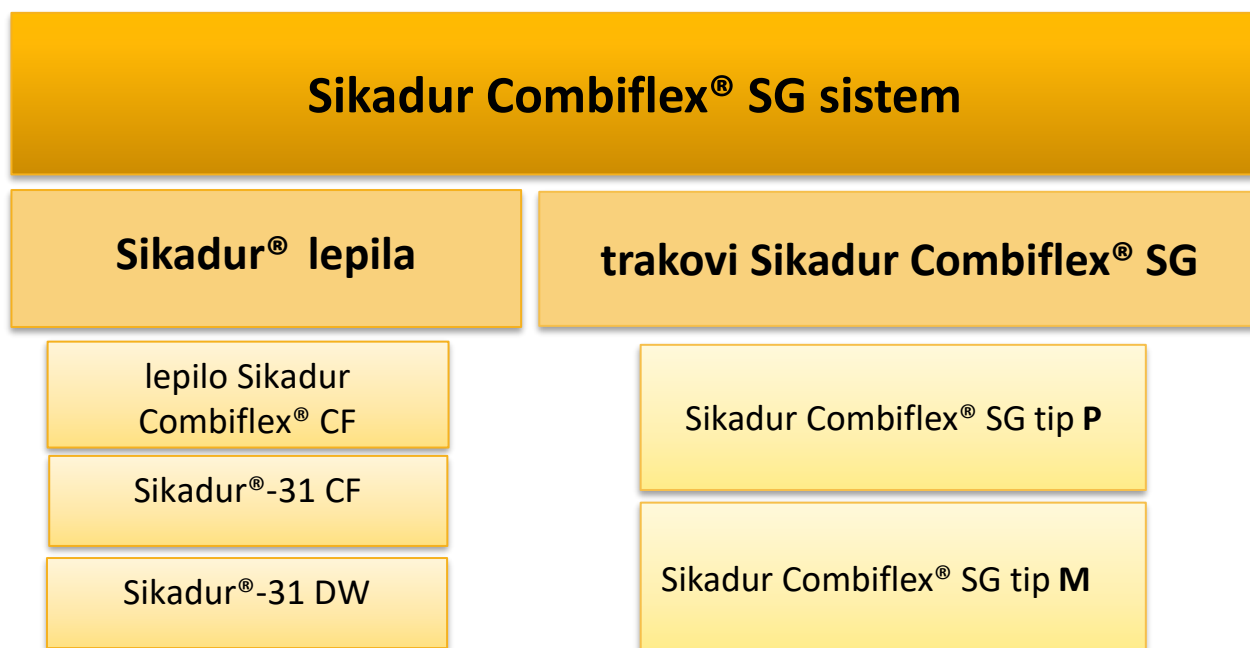 Sikadur Combiflex® SG sistem
Sikadur® lepila
trakovi Sikadur Combiflex® SG
lepilo Sikadur
Combiflex® CF
Sikadur®-31 CF
Sikadur®-31 DW
Sikadur Combiflex® SG tip P
Sikadur Combiflex® SG tip M